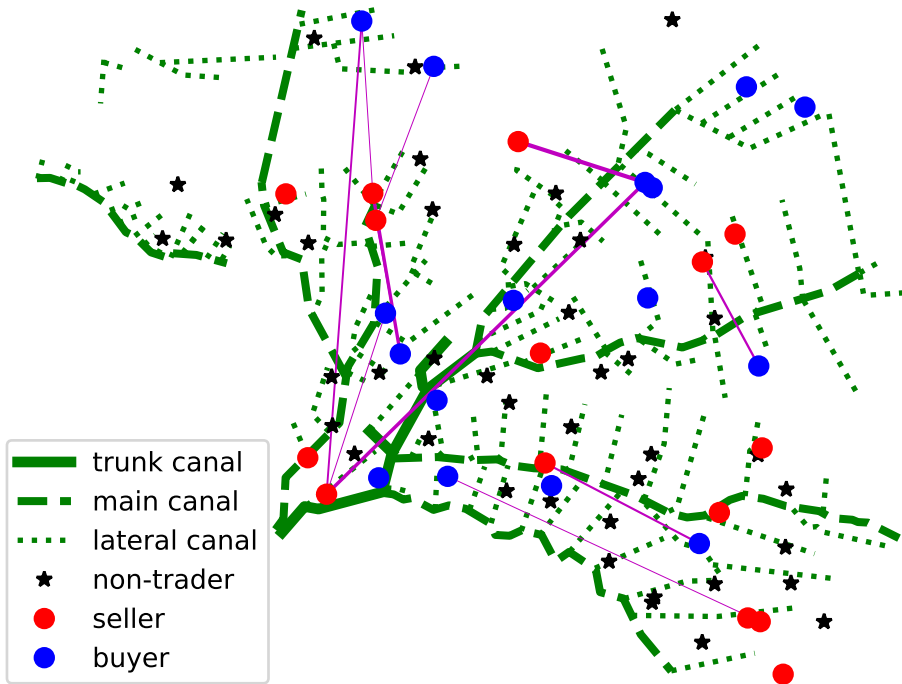 trunk canal
main canal
lateral canal
non-trader
seller
buyer